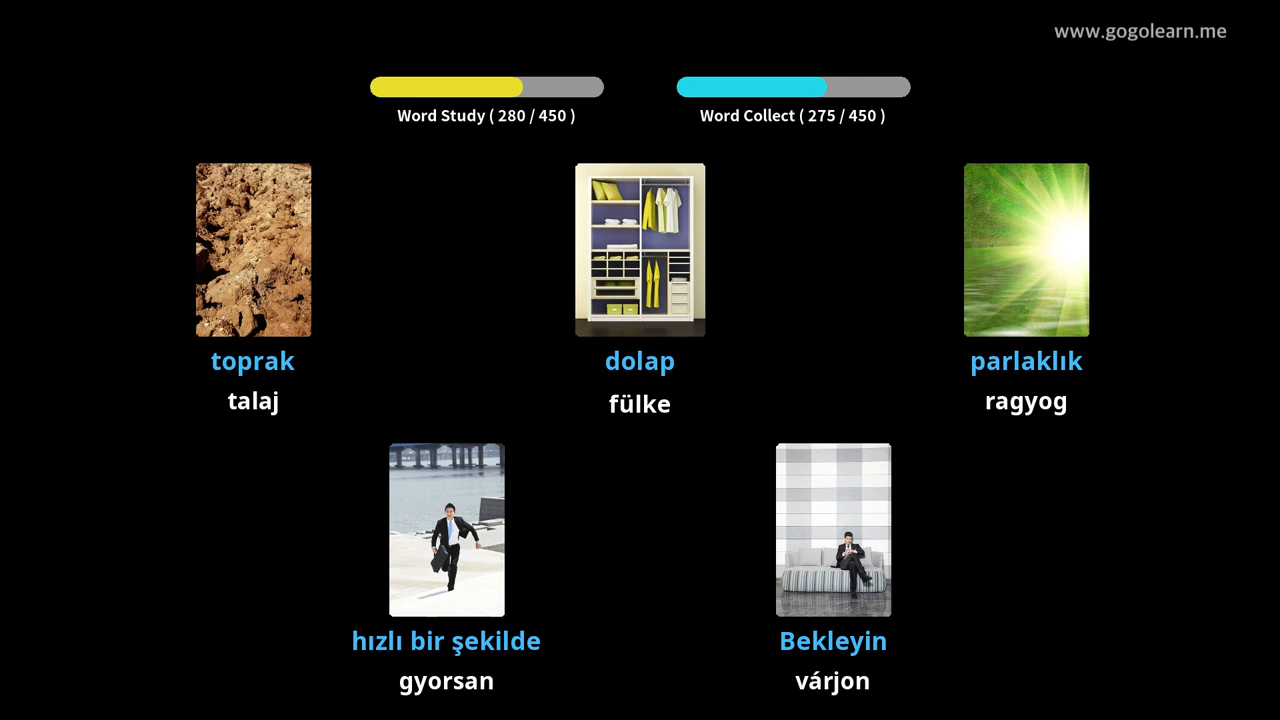 www.gogolearn.me
Word Study ( 280 / 450 )
Word Collect ( 275 / 450 )
toprak
talaj
dolap
fülke
parlaklık
ragyog
hızlı bir şekilde
gyorsan
Bekleyin
várjon